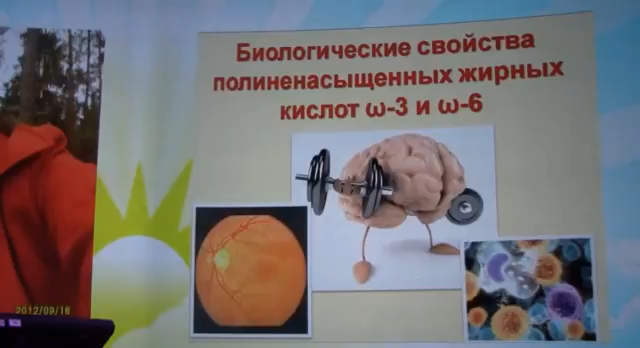 Биологические свойства
полиненасыщенных жирных
кислот ω-3 и ω-6
2012/09/16